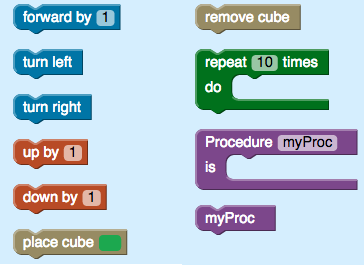 forward by 1
turn left
turn right
up by 1
down by 1
place cube
remove cube
repeat 10 times
do
Procedure myProc
is
myProc